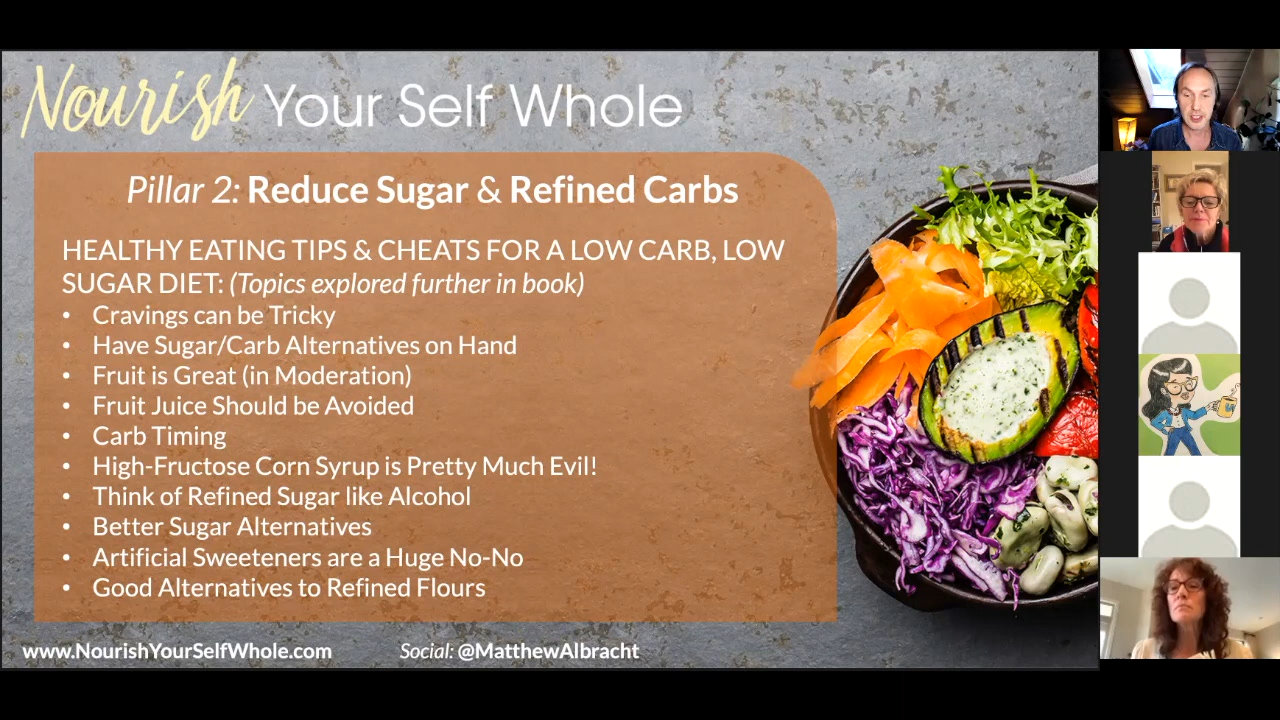 Nourish Your Self Whole
Pillar 2: Reduce Sugar & Refined Carbs
HEALTHY EATING TIPS & CHEATS FOR A LOW CARB, LOW
SUGAR DIET: (Topics explored further in book)
• Cravings can be Tricky
• Have Sugar/Carb Alternatives on Hand
• Fruit is Great (in Moderation)
• Fruit Juice Should be Avoided
• Carb Timing
• High-Fructose Corn Syrup is Pretty Much Evil!
• Think of Refined Sugar like Alcohol
• Better Sugar Alternatives
• Artificial Sweeteners are a Huge No-No
• Good Alternatives to Refined Flours
www.NourishYourSelfWhole.com Social: @MatthewAlbracht